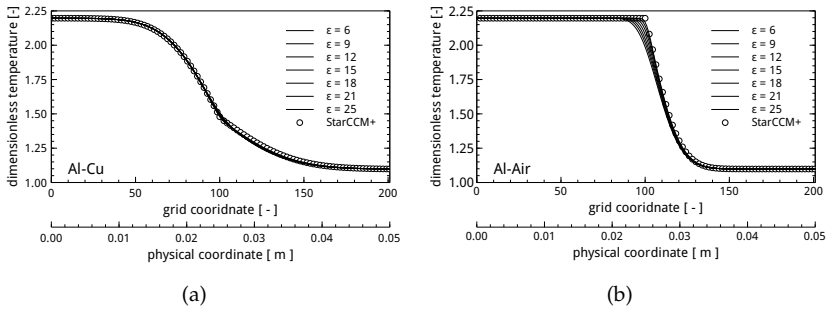 dimensionless temperature [-]
2.25
2.00
1.75
1.50
1.25
1.00
ε = 6
ε = 9
ε = 12
ε = 15
ε = 18
ε = 21
ε = 25
StarCCM+
Al-Cu
0 50 100 150 200
grid cooridnate [ - ]
0.00 0.01 0.02 0.03 0.04 0.05
physical coordinate [ m ]
(a)
dimensionless temperature [-]
2.25
2.00
1.75
1.50
1.25
1.00
ε = 6
ε = 9
ε = 12
ε = 15
ε = 18
ε = 21
ε = 25
StarCCM+
Al-Air
0 50 100 150 200
grid cooridnate [ - ]
0.00 0.01 0.02 0.03 0.04 0.05
physical coordinate [ m ]
(b)